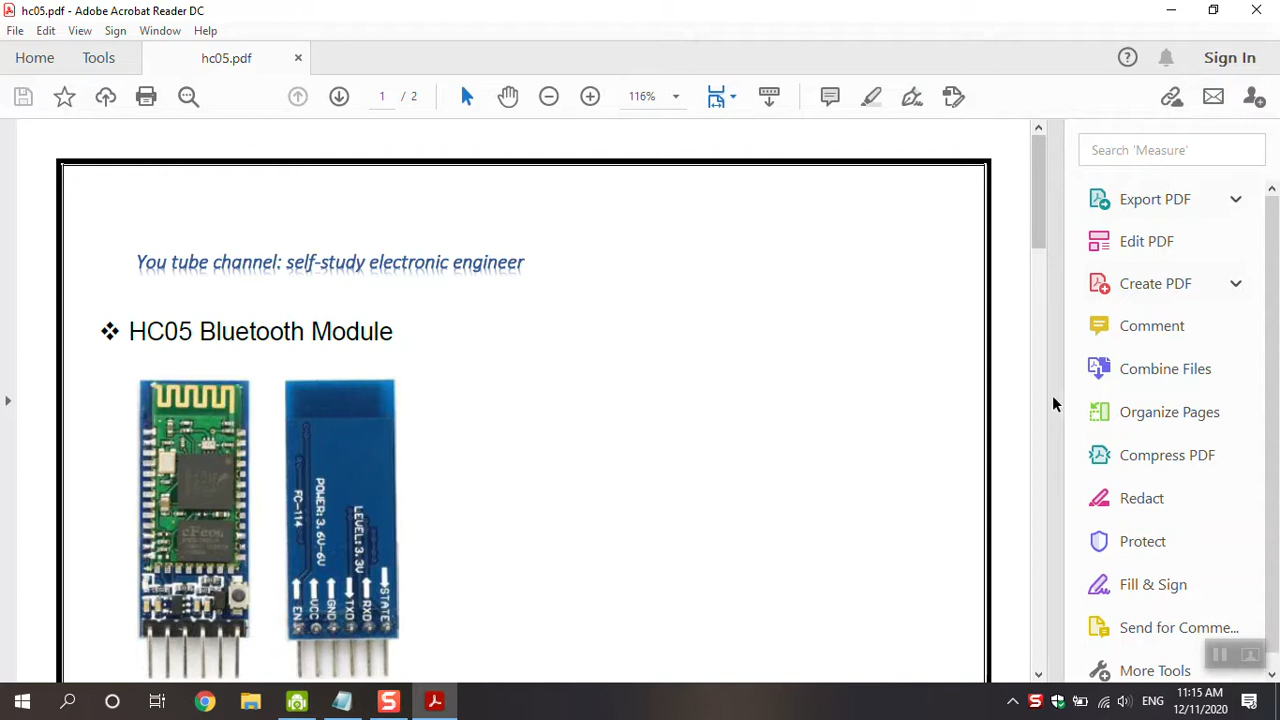 hc05.pdf - Adobe Acrobat Reader DC
File Edit View Sign Window Help
Home Tools hc05.pdf Sign In
1 / 2 116%
Search 'Measure'
Export PDF
Edit PDF
Create PDF
Comment
Combine Files
Organize Pages
Compress PDF
Redact
Protect
Fill & Sign
Send for Comme...
More Tools
You tube channel: self-study electronic engineer
❖ HC05 Bluetooth Module
cFeon
FC-114
POWER:3.6V-6V
LEVEL:3.3V
EN
VCC
GND
TXD
RXD
STATE
ENG 11:15 AM
12/11/2020